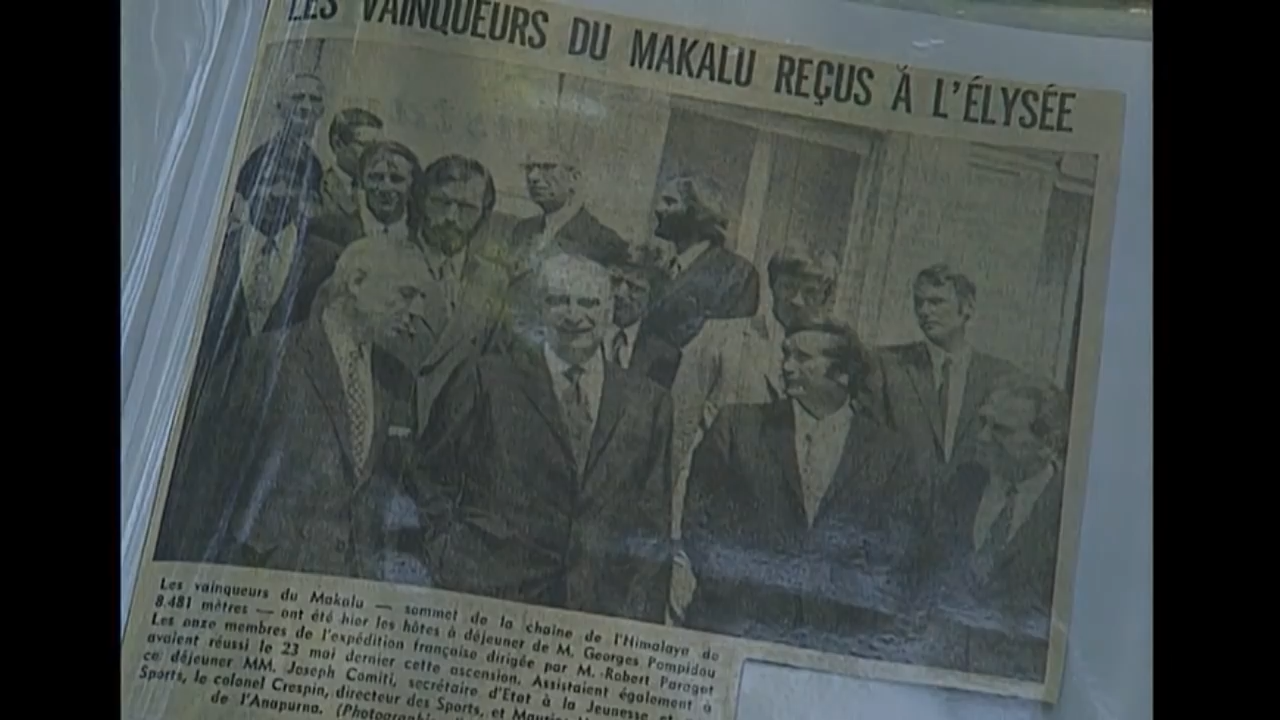 LES VAINQUEURS DU MAKALU REÇUS À L'ÉLYSÉE
Les vainqueurs du Makalu — sommet de la chaîne de l'Himalaya de
8.481 mètres — ont été hier les hôtes à déjeuner de M. Georges Pompidou
Les onze membres de l'expédition française dirigée par M. Robert Paragot
avaient réussi le 23 mai dernier cette ascension. Assistaient également à
ce déjeuner MM. Joseph Comiti, secrétaire d'Etat à la Jeunesse et
Sports, le colonel Crespin, directeur des Sports, et
de l'Anapurna.